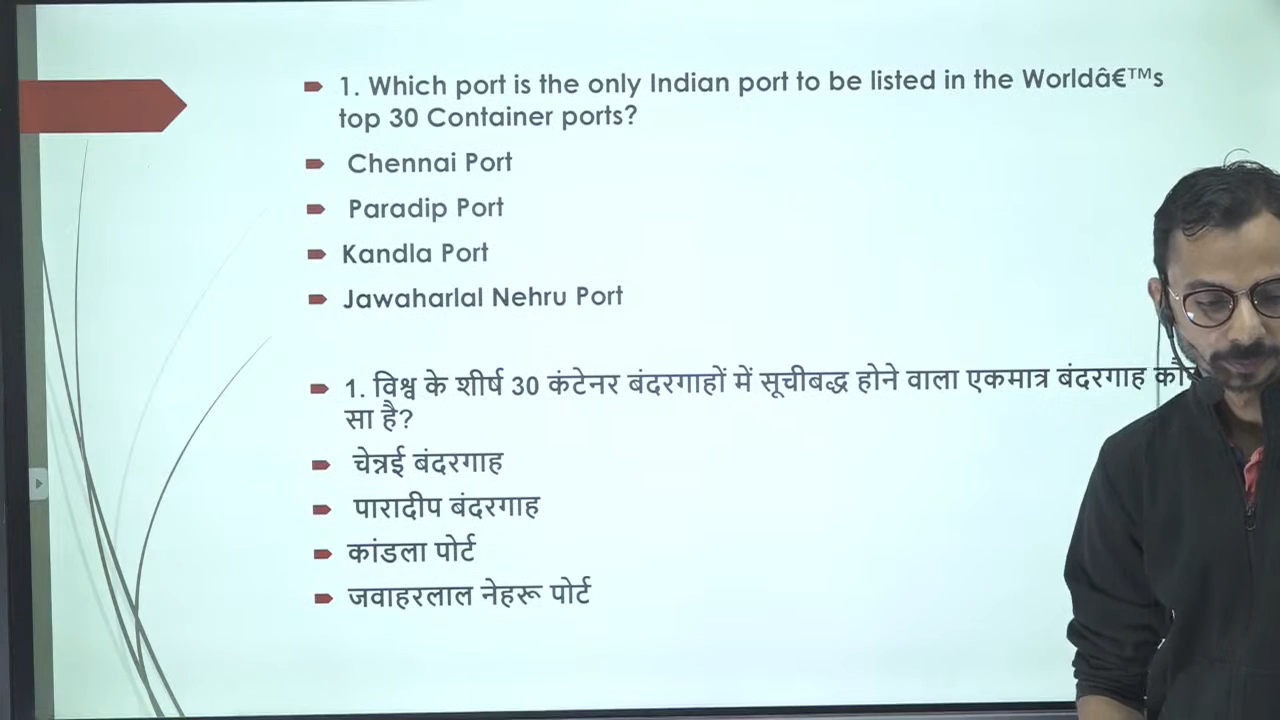 1. Which port is the only Indian port to be listed in the Worldâ€™s
top 30 Container ports?
Chennai Port
Paradip Port
Kandla Port
Jawaharlal Nehru Port
1. विश्व के शीर्ष 30 कंटेनर बंदरगाहों में सूचीबद्ध होने वाला एकमात्र बंदरगाह
सा है?
चेन्नई बंदरगाह
पारादीप बंदरगाह
कांडला पोर्ट
जवाहरलाल नेहरू पोर्ट